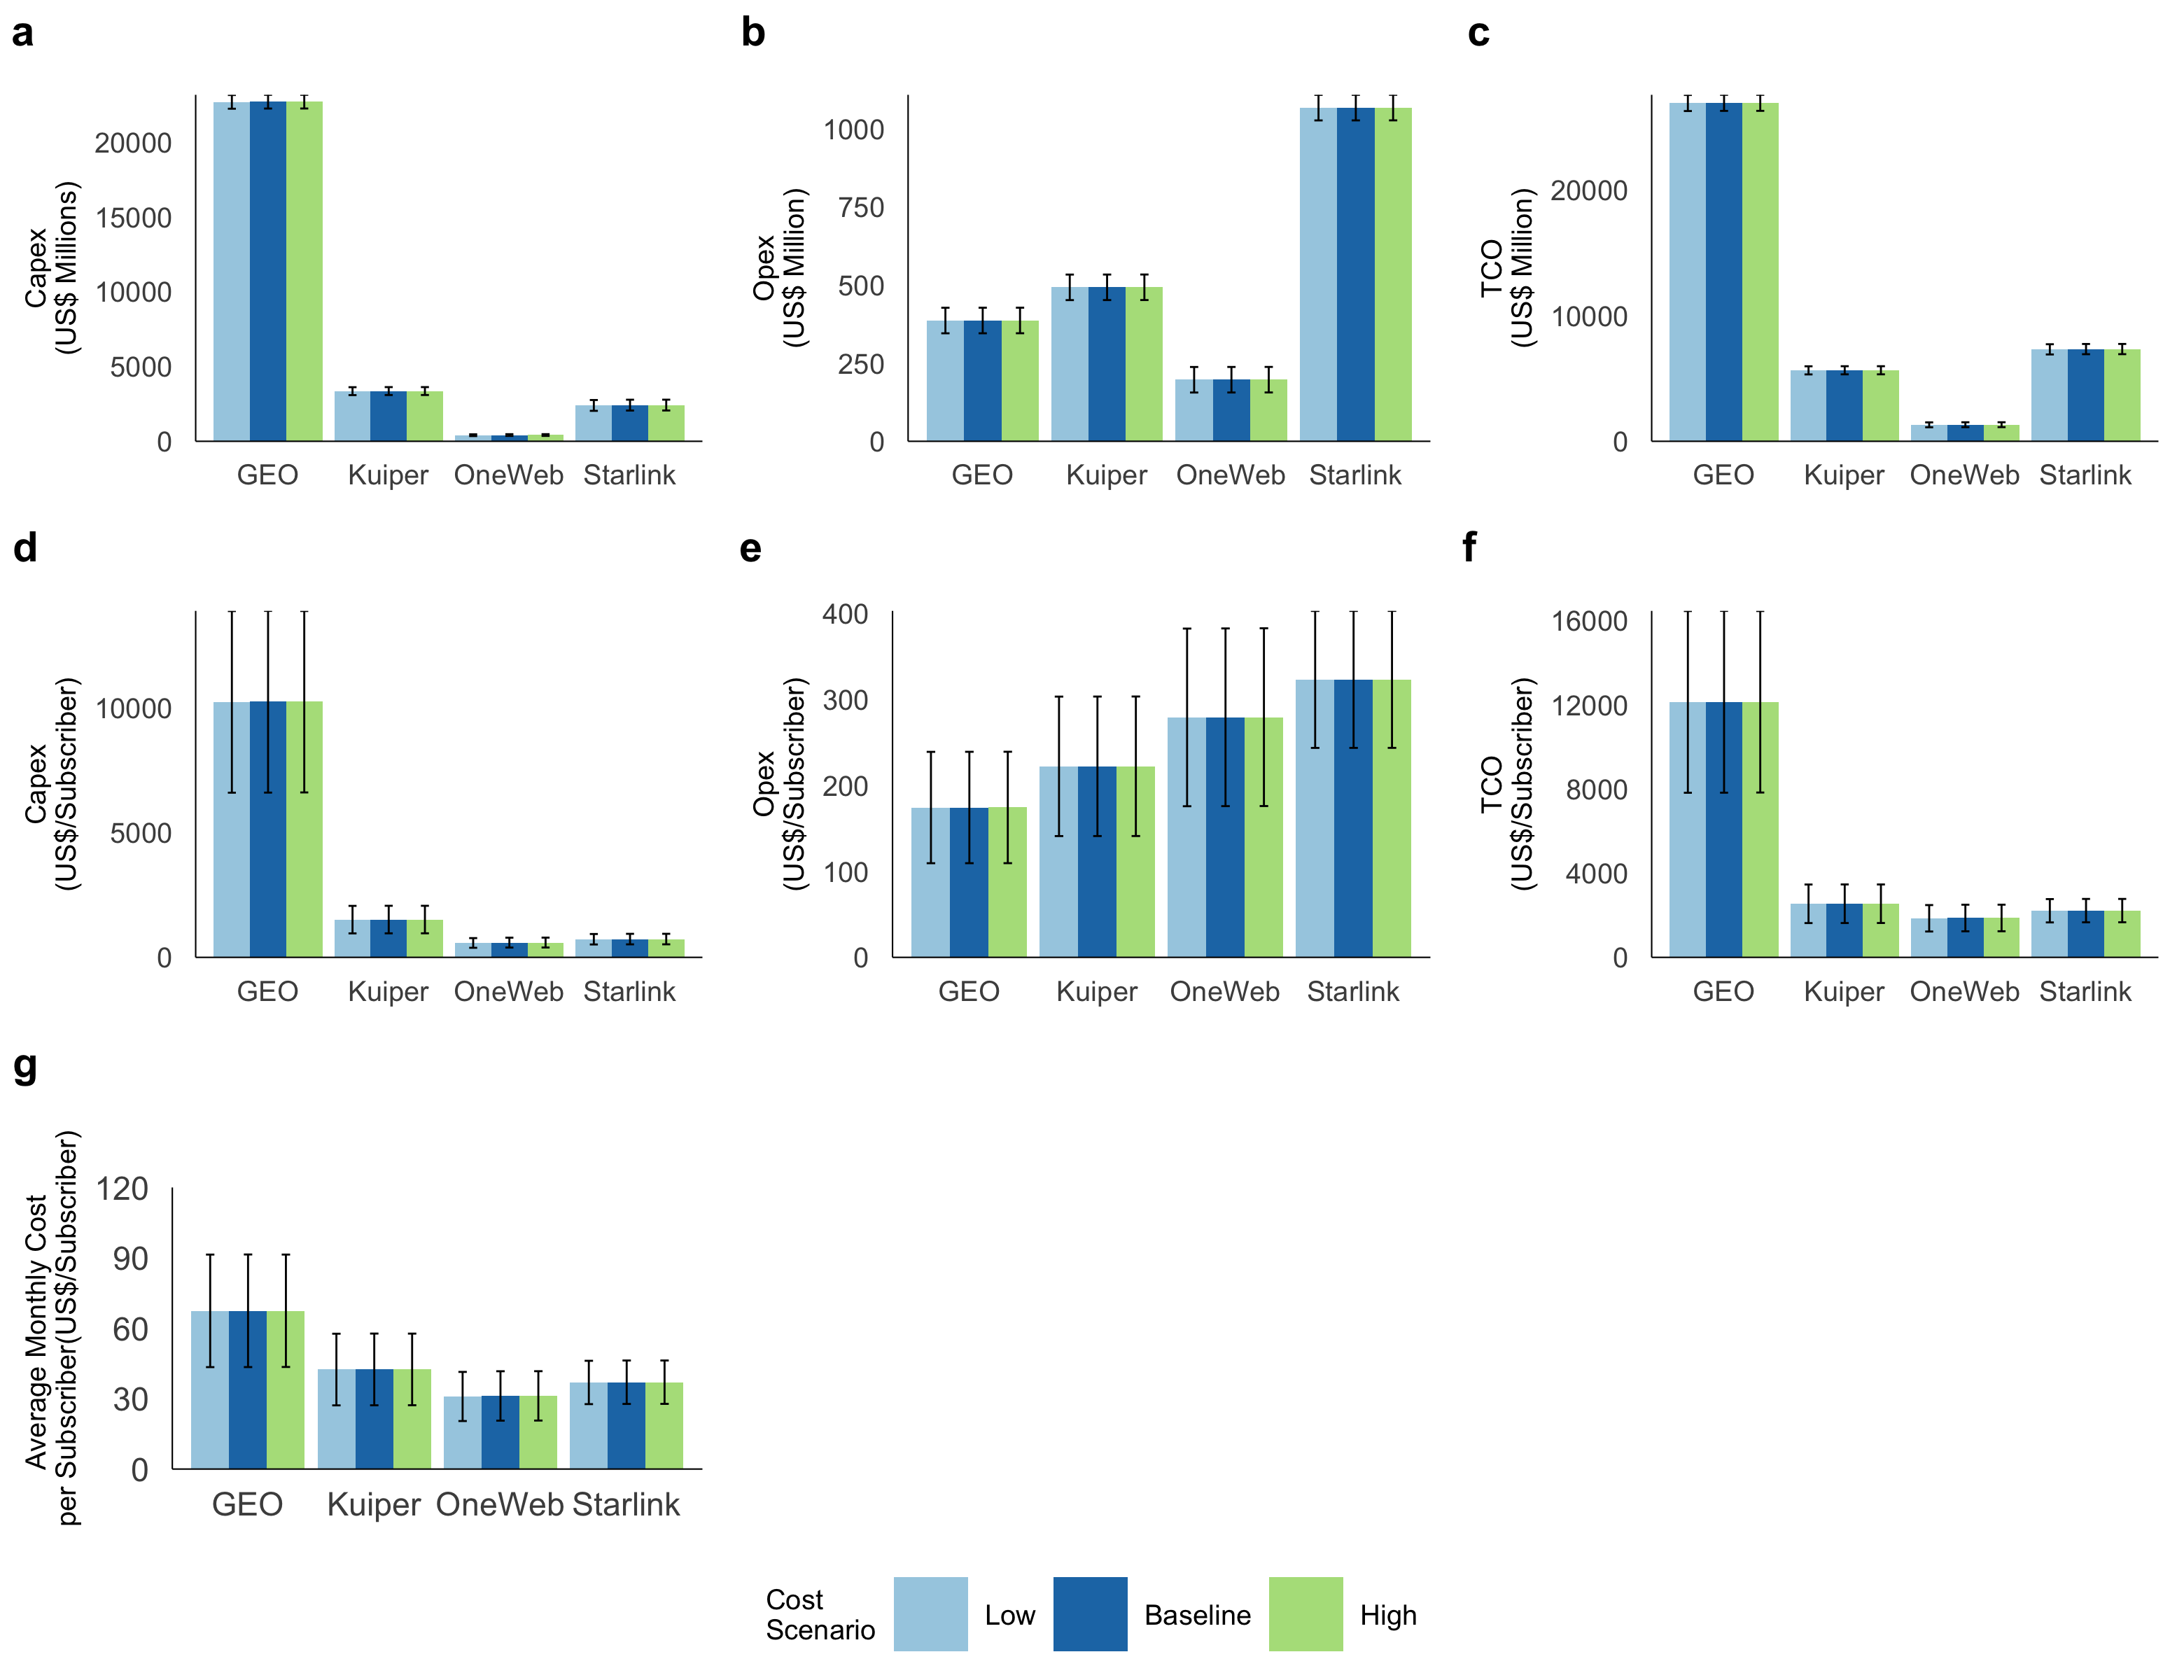 a
Capex
(US$ Millions)
20000
15000
10000
5000
0
GEO Kuiper OneWeb Starlink
b
Opex
(US$ Million)
1000
750
500
250
0
GEO Kuiper OneWeb Starlink
c
TCO
(US$ Million)
20000
10000
0
GEO Kuiper OneWeb Starlink
d
Capex
(US$/Subscriber)
10000
5000
0
GEO Kuiper OneWeb Starlink
e
Opex
(US$/Subscriber)
400
300
200
100
0
GEO Kuiper OneWeb Starlink
f
TCO
(US$/Subscriber)
16000
12000
8000
4000
0
GEO Kuiper OneWeb Starlink
g
Average Monthly Cost
per Subscriber(US$/Subscriber)
120
90
60
30
0
GEO Kuiper OneWeb Starlink
Cost
Scenario
Low Baseline High